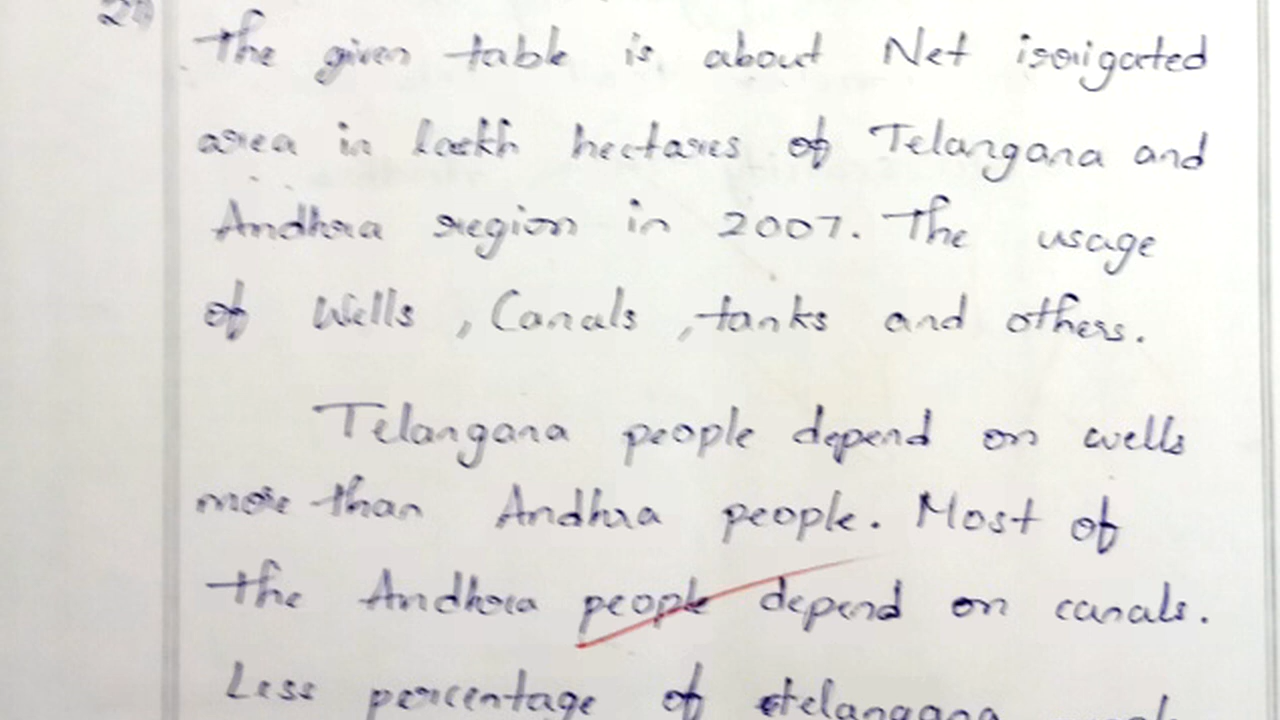 The given table is about Net irrigated
area in lackh hectares of Telangana and
Andhra region in 2007. The usage
of Wells, Canals, tanks and others.
Telangana people depend on wells
more than Andhra people. Most of
the Andhra people depend on canals.
Less percentage of telangana